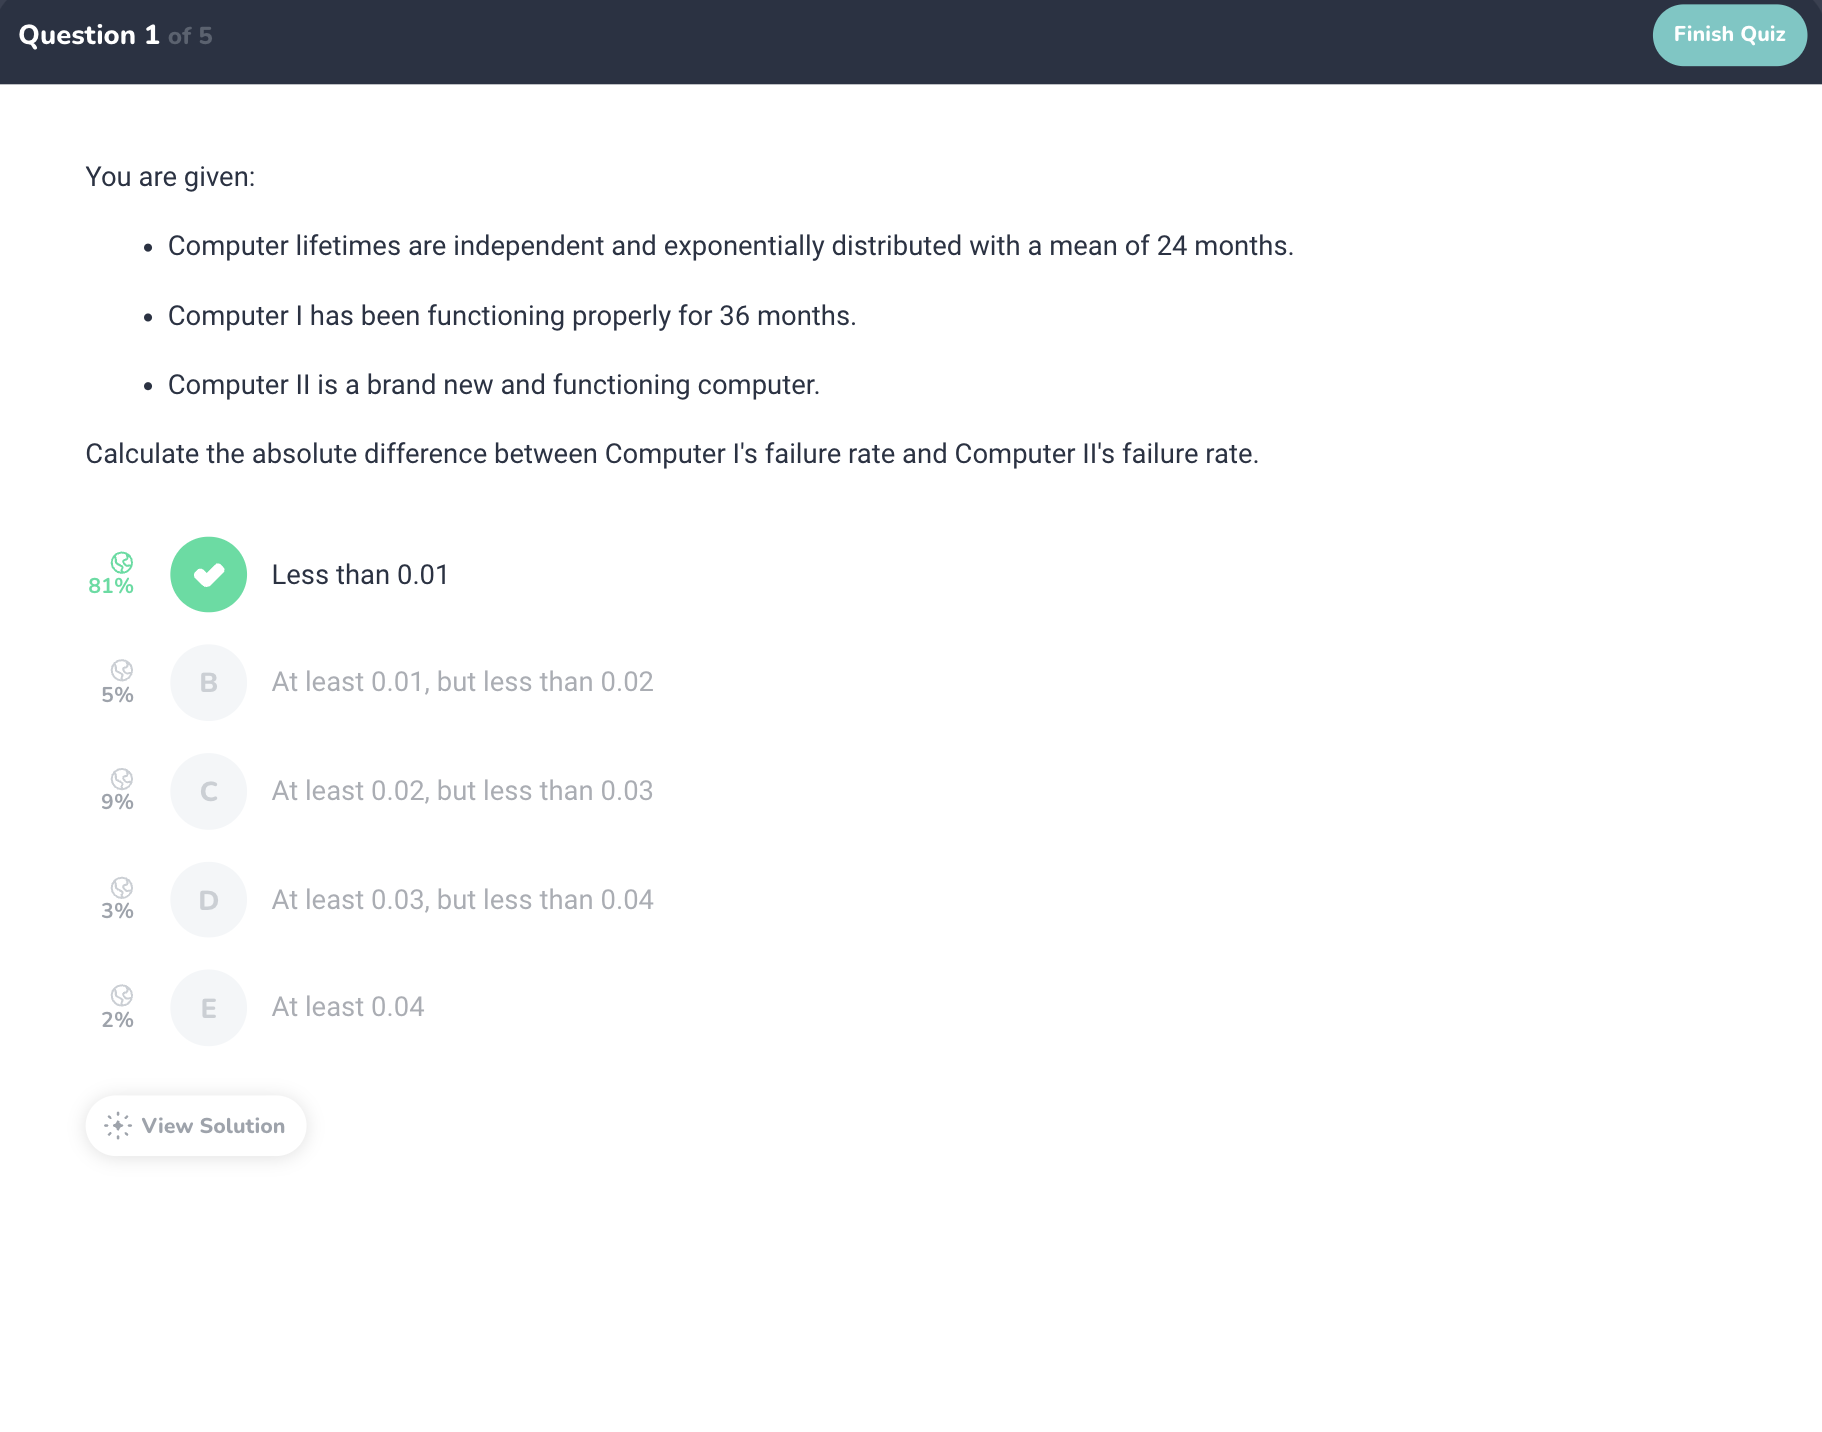 Question 1 of 5
Finish Quiz
You are given:
• Computer lifetimes are independent and exponentially distributed with a mean of 24 months.
• Computer I has been functioning properly for 36 months.
• Computer II is a brand new and functioning computer.
Calculate the absolute difference between Computer I's failure rate and Computer II's failure rate.
81%
Less than 0.01
5%
B
At least 0.01, but less than 0.02
9%
C
At least 0.02, but less than 0.03
3%
D
At least 0.03, but less than 0.04
2%
E
At least 0.04
View Solution